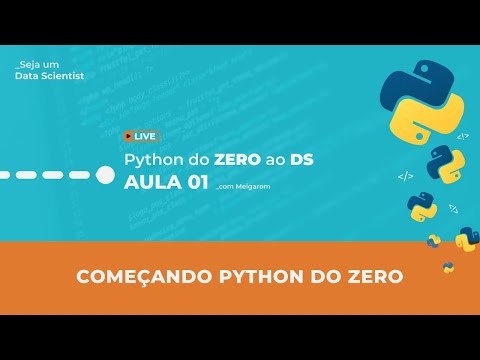 _Seja um
Data Scientist
LIVE
Python do ZERO ao DS
AULA 01 _com Meigarom
COMEÇANDO PYTHON DO ZERO